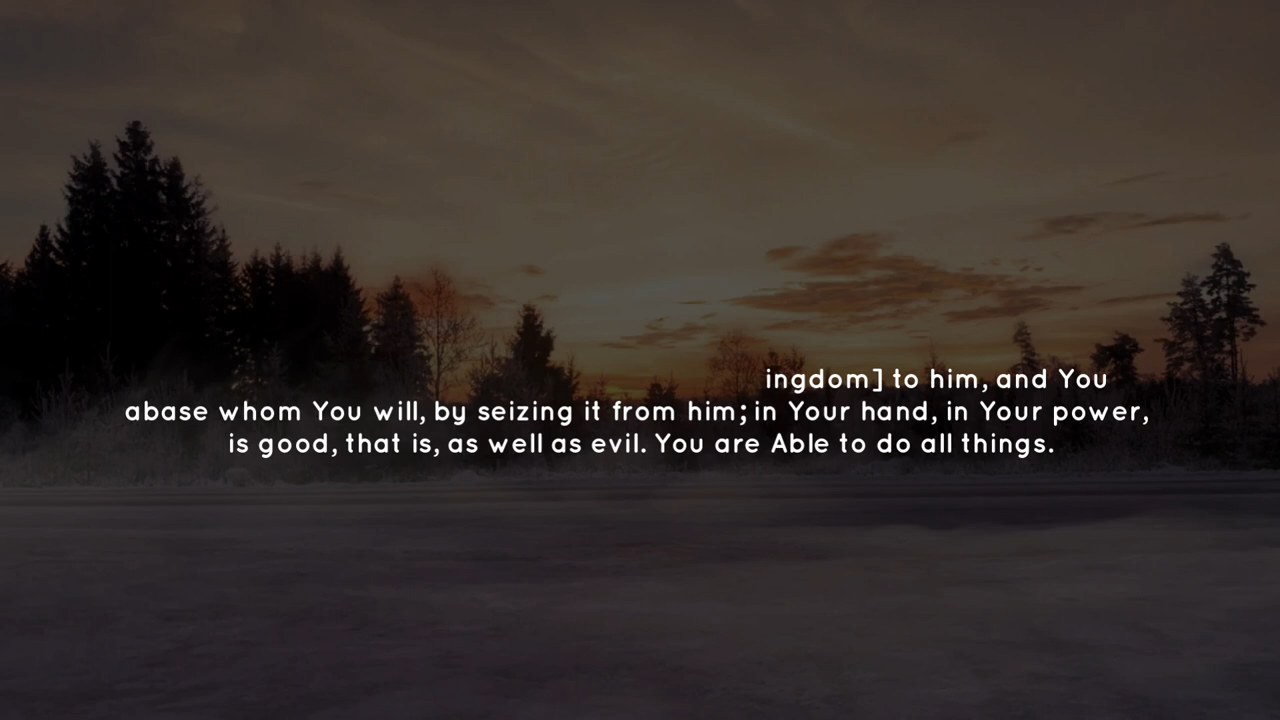 ingdom] to him, and You
abase whom You will, by seizing it from him; in Your hand, in Your power,
is good, that is, as well as evil. You are Able to do all things.